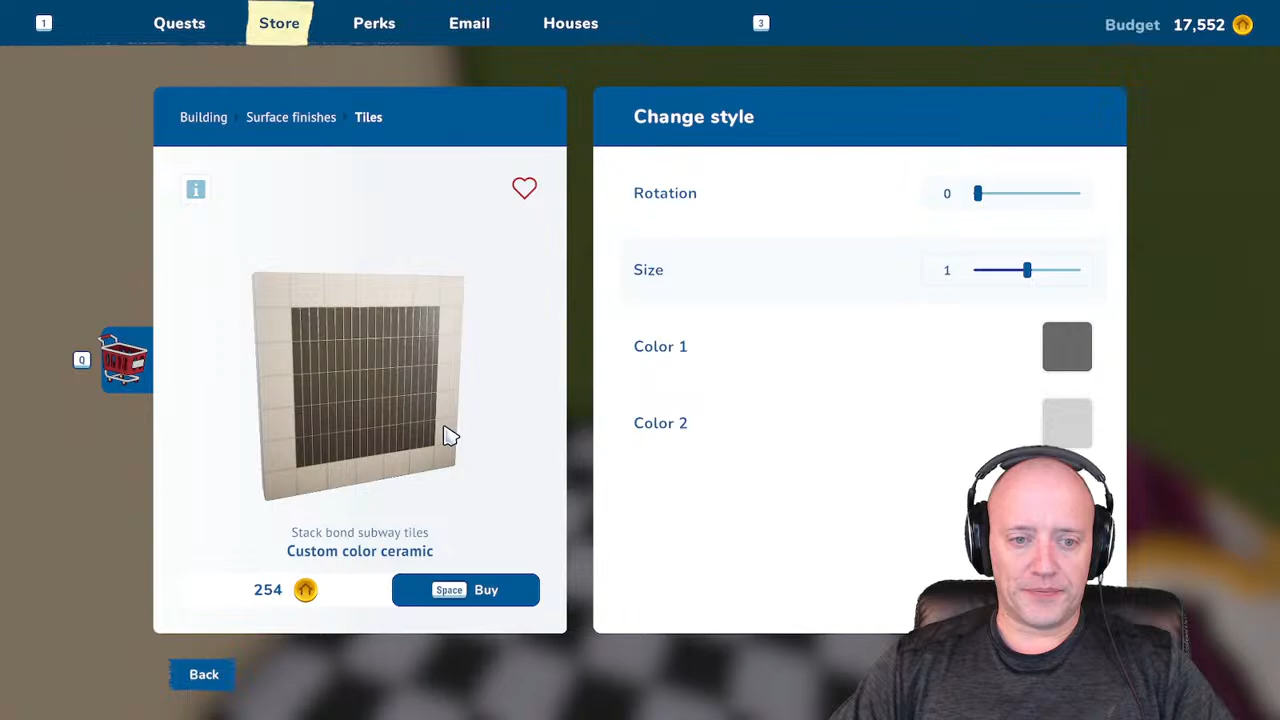 1 Quests Store Perks Email Houses 3 Budget 17,552
Building Surface finishes Tiles
Change style
i
Rotation 0
Size 1
Q
Color 1
Color 2
Stack bond subway tiles
Custom color ceramic
254 Space Buy
Back